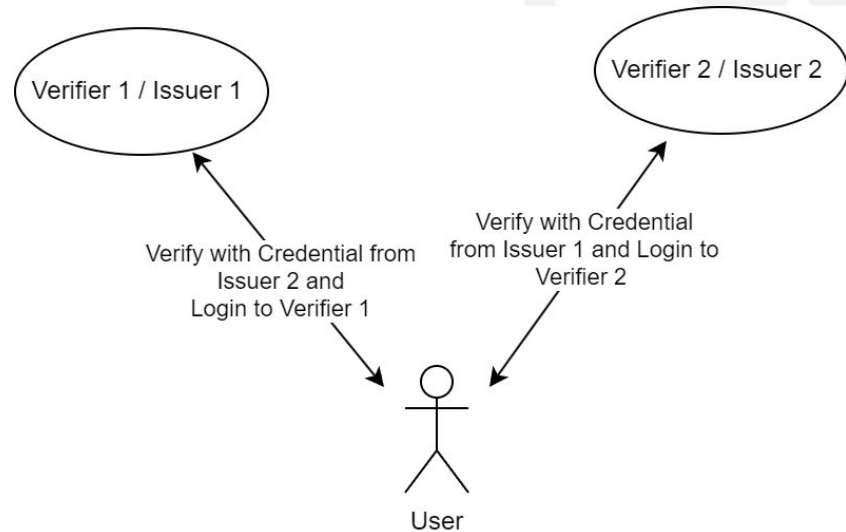 Verifier 1 / Issuer 1
Verifier 2 / Issuer 2
Verify with Credential from
Issuer 2 and
Login to Verifier 1
Verify with Credential
from Issuer 1 and Login to
Verifier 2
User